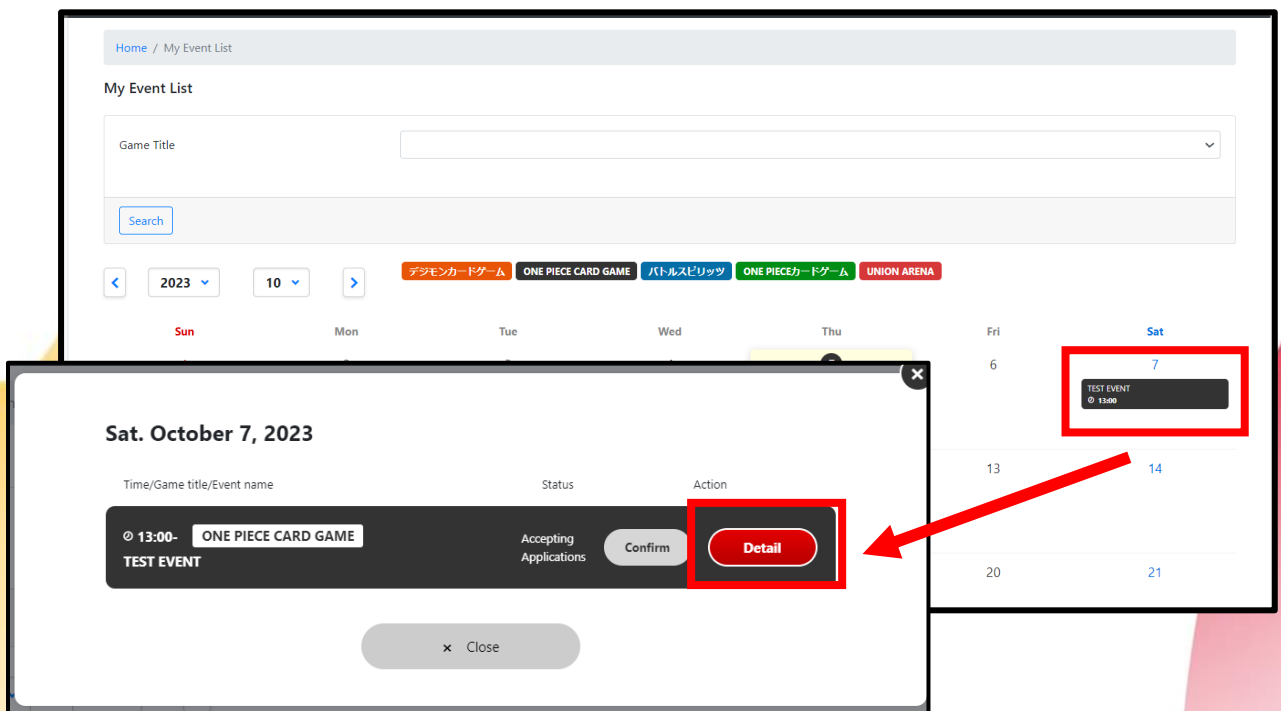 Home / My Event List
My Event List
Game Title
Search
2023 10
デジモンカードゲーム ONE PIECE CARD GAME バトルスピリッツ ONE PIECEカードゲーム UNION ARENA
Sun Mon Tue Wed Thu Fri Sat
6 7
TEST EVENT
13:00
13 14
20 21
Sat. October 7, 2023
Time/Game title/Event name Status Action
13:00- ONE PIECE CARD GAME
TEST EVENT
Accepting
Applications
Confirm
Detail
× Close